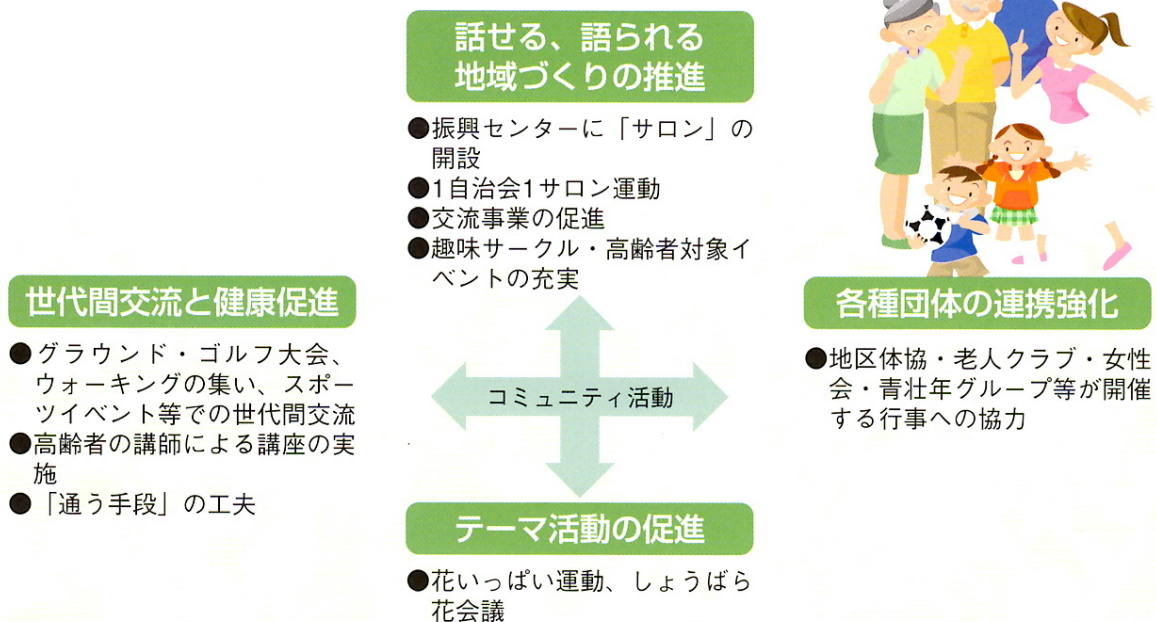 話せる、語られる
地域づくりの推進
●振興センターに「サロン」の
開設
●1自治会1サロン運動
●交流事業の促進
●趣味サークル・高齢者対象イ
ベントの充実
世代間交流と健康促進
●グラウンド・ゴルフ大会、
ウォーキングの集い、スポー
ツイベント等での世代間交流
●高齢者の講師による講座の実
施
●「通う手段」の工夫
コミュニティ活動
各種団体の連携強化
●地区体協・老人クラブ・女性
会・青壮年グループ等が開催
する行事への協力
テーマ活動の促進
●花いっぱい運動、しょうばら
花会議